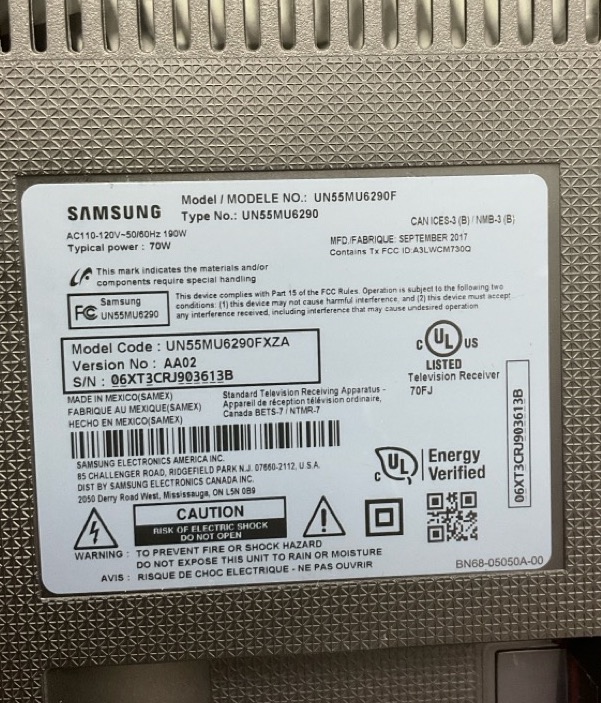 SAMSUNG
Model / MODELE NO.: UN55MU6290F
Type No.: UN55MU6290
AC110-120V~50/60Hz 190W
Typical power : 70W
CAN ICES-3 (B) / NMB-3 (B)
MFD./FABRIQUE: SEPTEMBER 2017
Contains Tx FCC ID:A3LWCM730Q
This mark indicates the materials and/or
components require special handling
FC Samsung
UN55MU6290
This device complies with Part 15 of the FCC Rules. Operation is subject to the following two
conditions: (1) this device may not cause harmful interference, and (2) this device must accept
any interference received, including interference that may cause undesired operation.
Model Code : UN55MU6290FXZA
Version No : AA02
S/N : 06XT3CRJ903613B
C UL US
LISTED
Television Receiver
70FJ
MADE IN MEXICO(SAMEX)
FABRIQUE AU MEXIQUE(SAMEX)
HECHO EN MEXICO(SAMEX)
Standard Television Receiving Apparatus -
Appareil de réception télévision ordinaire,
Canada BETS-7 / NTMR-7
06XT3CRJ903613B
SAMSUNG ELECTRONICS AMERICA INC.
85 CHALLENGER ROAD, RIDGEFIELD PARK N.J. 07660-2112, U.S.A.
DIST BY SAMSUNG ELECTRONICS CANADA INC.
2050 Derry Road West, Mississauga, ON L5N 0B9
C UL Energy
Verified
CAUTION
RISK OF ELECTRIC SHOCK
DO NOT OPEN
WARNING : TO PREVENT FIRE OR SHOCK HAZARD
DO NOT EXPOSE THIS UNIT TO RAIN OR MOISTURE
AVIS : RISQUE DE CHOC ELECTRIQUE - NE PAS OUVRIR
BN68-05050A-00